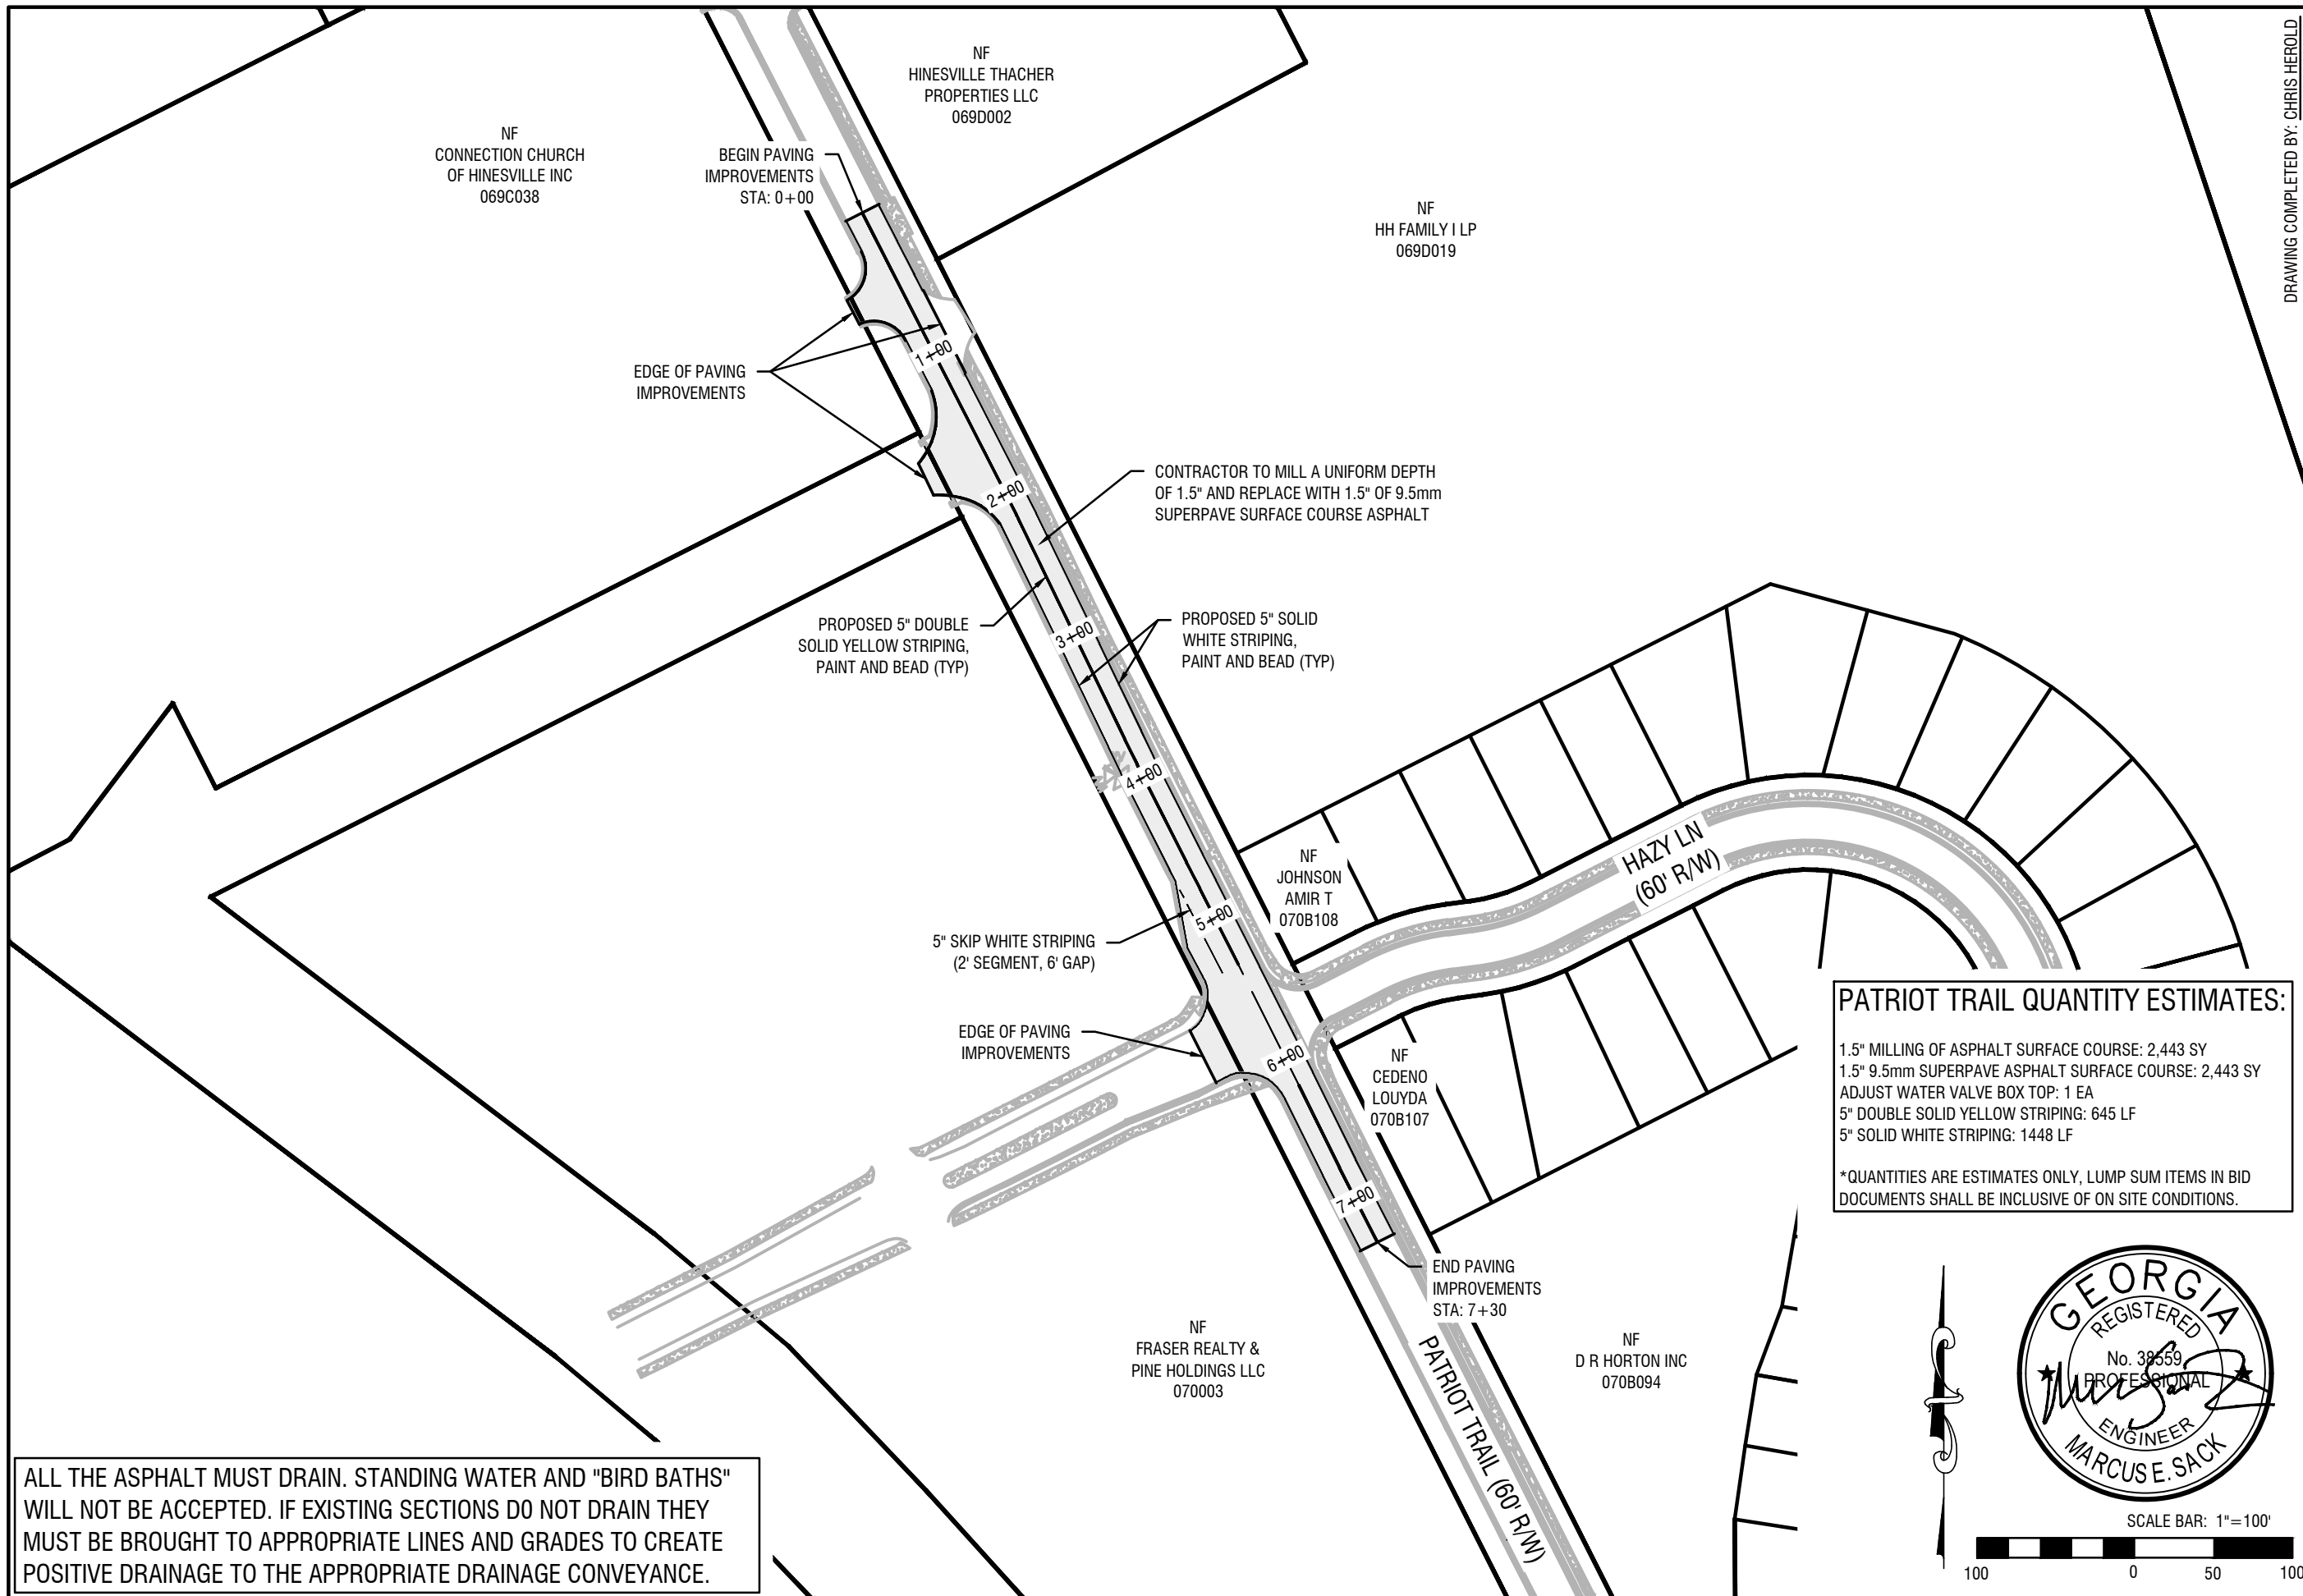 DRAWING COMPLETED BY: CHRIS HEROLD
NF
HINESVILLE THACHER
PROPERTIES LLC
069D002
NF
CONNECTION CHURCH
OF HINESVILLE INC
069C038
BEGIN PAVING
IMPROVEMENTS
STA: 0+00
NF
HH FAMILY I LP
069D019
EDGE OF PAVING
IMPROVEMENTS
1+00
2+00
CONTRACTOR TO MILL A UNIFORM DEPTH
OF 1.5" AND REPLACE WITH 1.5" OF 9.5mm
SUPERPAVE SURFACE COURSE ASPHALT
PROPOSED 5" DOUBLE
SOLID YELLOW STRIPING,
PAINT AND BEAD (TYP)
3+00
PROPOSED 5" SOLID
WHITE STRIPING,
PAINT AND BEAD (TYP)
4+00
HAZY LN
(60' R/W)
NF
JOHNSON
AMIR T
070B108
5+00
5" SKIP WHITE STRIPING
(2' SEGMENT, 6' GAP)
EDGE OF PAVING
IMPROVEMENTS
6+00
NF
CEDENO
LOUYDA
070B107
7+00
END PAVING
IMPROVEMENTS
STA: 7+30
PATRIOT TRAIL (60' R/W)
NF
FRASER REALTY &
PINE HOLDINGS LLC
070003
NF
D R HORTON INC
070B094
PATRIOT TRAIL QUANTITY ESTIMATES:
1.5" MILLING OF ASPHALT SURFACE COURSE: 2,443 SY
1.5" 9.5mm SUPERPAVE ASPHALT SURFACE COURSE: 2,443 SY
ADJUST WATER VALVE BOX TOP: 1 EA
5" DOUBLE SOLID YELLOW STRIPING: 645 LF
5" SOLID WHITE STRIPING: 1448 LF
*QUANTITIES ARE ESTIMATES ONLY, LUMP SUM ITEMS IN BID
DOCUMENTS SHALL BE INCLUSIVE OF ON SITE CONDITIONS.
GEORGIA
REGISTERED
No. 38559
PROFESSIONAL
ENGINEER
MARCUS E. SACK
SCALE BAR: 1"=100'
100 0 50 100
ALL THE ASPHALT MUST DRAIN. STANDING WATER AND "BIRD BATHS"
WILL NOT BE ACCEPTED. IF EXISTING SECTIONS DO NOT DRAIN THEY
MUST BE BROUGHT TO APPROPRIATE LINES AND GRADES TO CREATE
POSITIVE DRAINAGE TO THE APPROPRIATE DRAINAGE CONVEYANCE.